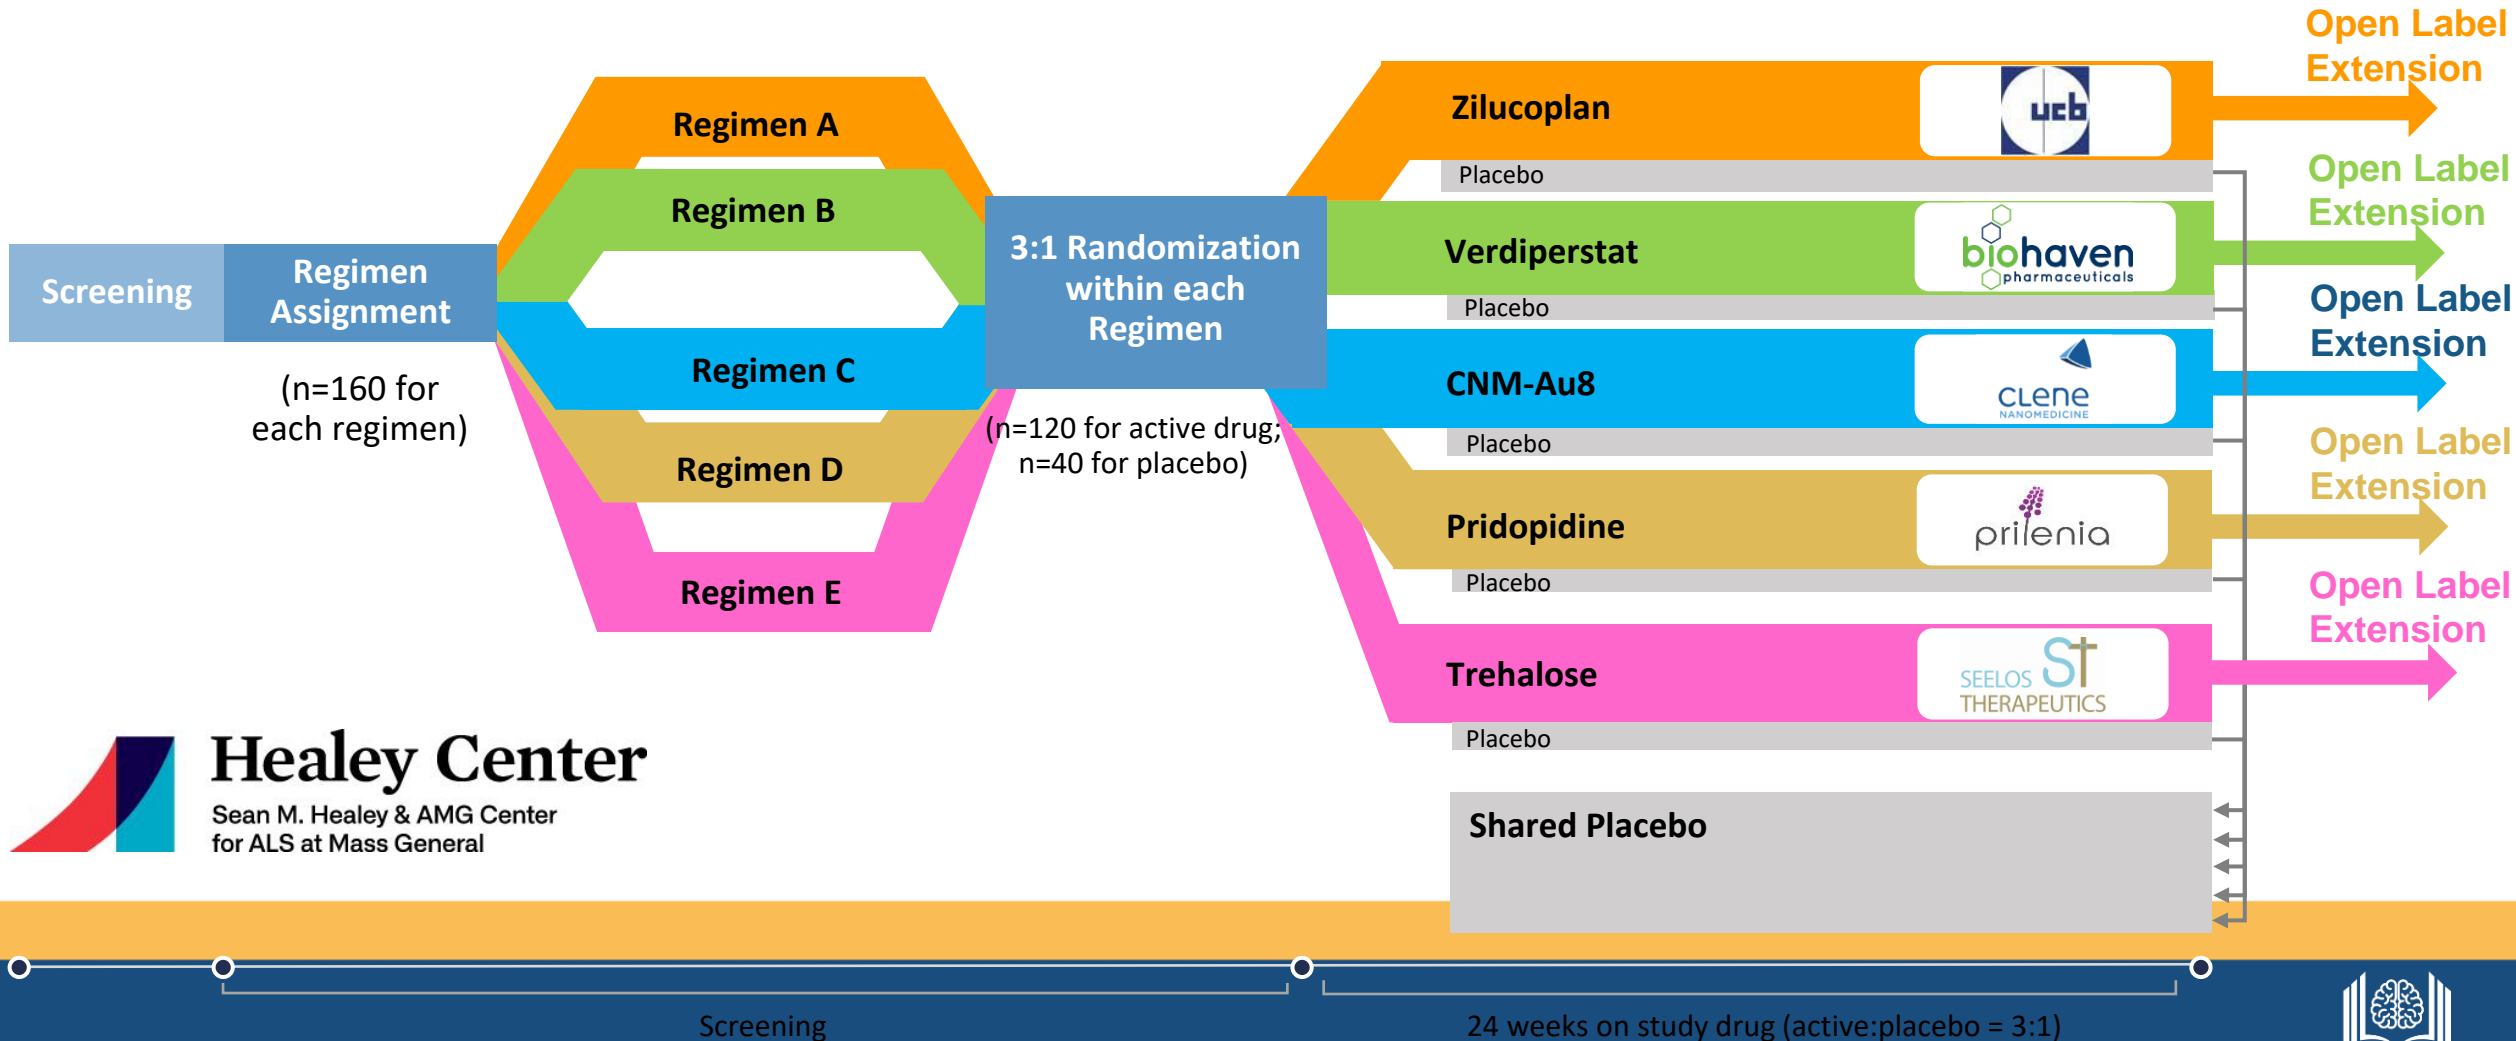 Screening
Regimen
Assignment
(n=160 for
each regimen)
Regimen A
Regimen B
Regimen C
Regimen D
Regimen E
3:1 Randomization
within each
Regimen
(n=120 for active drug;
n=40 for placebo)
Zilucoplan
ucb
Placebo
Open Label
Extension
Verdiperstat
biohaven
pharmaceuticals
Placebo
Open Label
Extension
CNM-Au8
CLene
NANOMEDICINE
Placebo
Open Label
Extension
Pridopidine
prilenia
Placebo
Open Label
Extension
Trehalose
SEELOS ST
THERAPEUTICS
Placebo
Open Label
Extension
Shared Placebo
Healey Center
Sean M. Healey & AMG Center
for ALS at Mass General
Screening
24 weeks on study drug (active:placebo = 3:1)